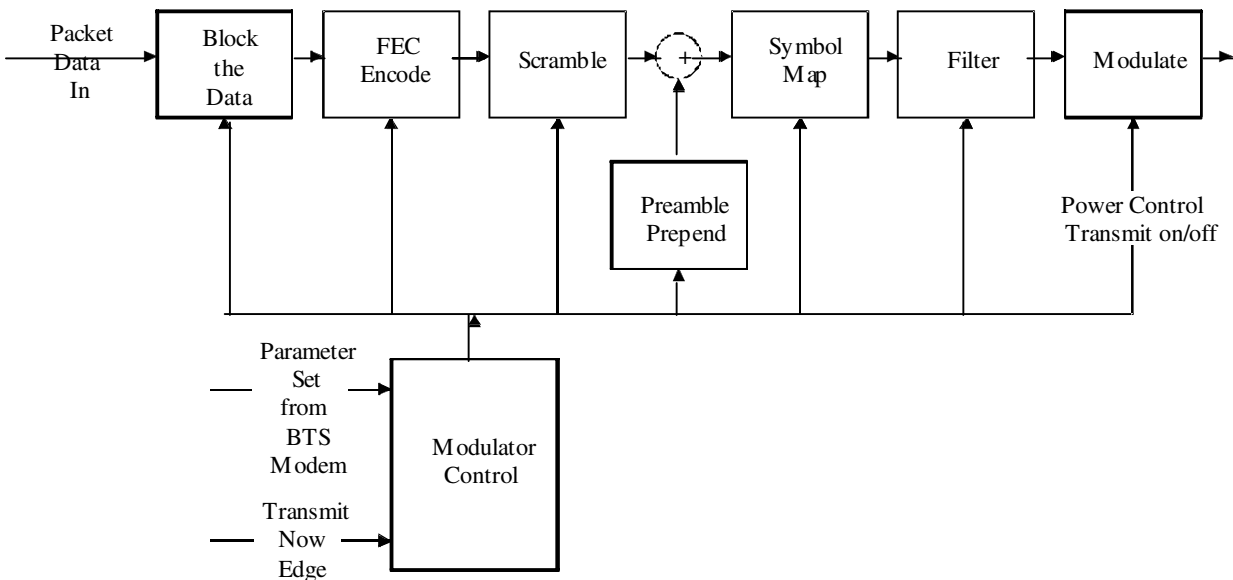 Packet
Data
In
Block
the
Data
FEC
Encode
Scramble
+
Symbol
Map
Filter
Modulate
Preamble
Prepend
Power Control
Transmit on/off
Parameter
Set
from
BTS
Modem
Modulator
Control
Transmit
Now
Edge